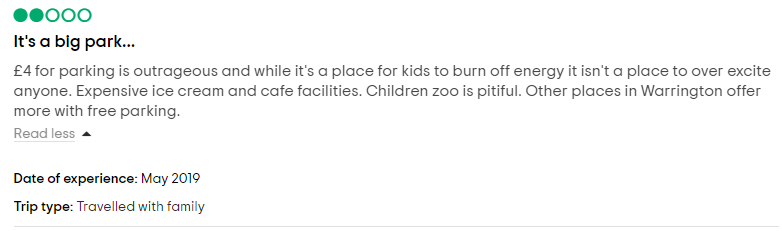 It's a big park...
£4 for parking is outrageous and while it's a place for kids to burn off energy it isn't a place to over excite
anyone. Expensive ice cream and cafe facilities. Children zoo is pitiful. Other places in Warrington offer
more with free parking.
Read less
Date of experience: May 2019
Trip type: Travelled with family